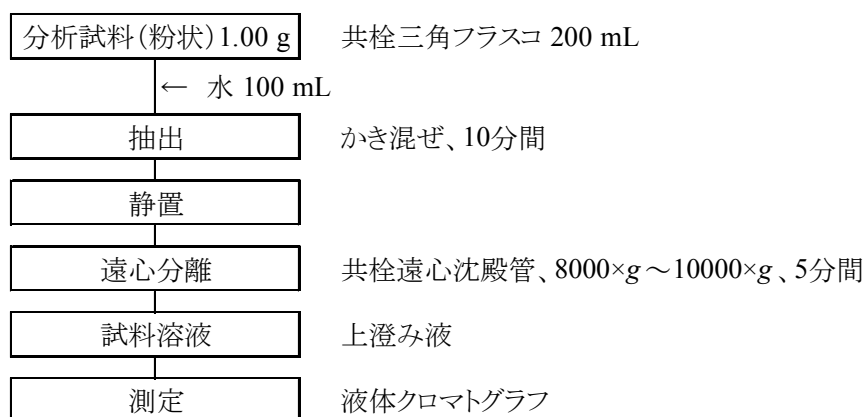 分析試料(粉状)1.00 g 共栓三角フラスコ 200 mL
← 水 100 mL
抽出 かき混ぜ、10分間
静置
遠心分離 共栓遠心沈殿管、8000×g～10000×g、5分間
試料溶液 上澄み液
測定 液体クロマトグラフ